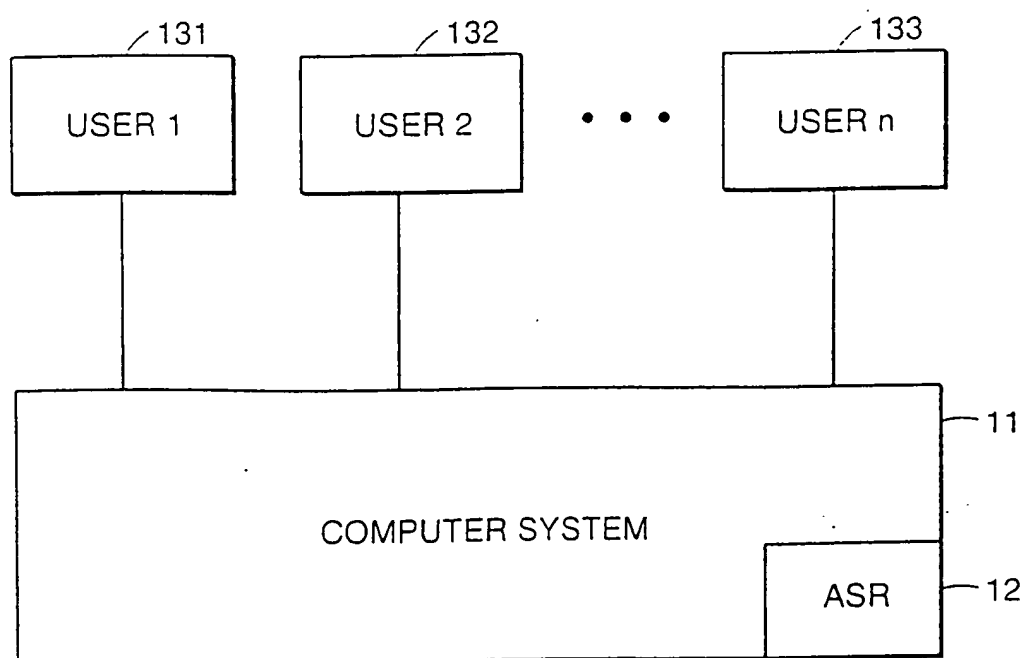 131
132
133
USER 1
USER 2
• • •
USER n
11
COMPUTER SYSTEM
ASR
12